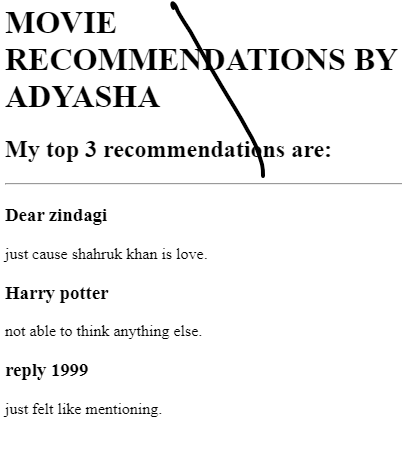 MOVIE
RECOMMENDATIONS BY
ADYASHA
My top 3 recommendations are:
Dear zindagi
just cause shahruk khan is love.
Harry potter
not able to think anything else.
reply 1999
just felt like mentioning.